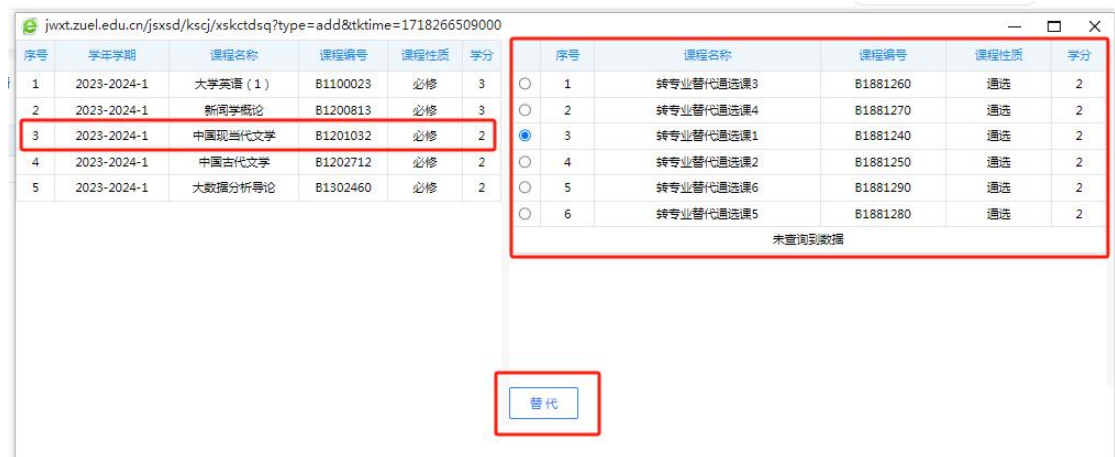 jwxt.zuel.edu.cn/jsxsd/kscj/xskctdsq?type=add&tktime=1718266509000
序号 学年学期 课程名称 课程编号 课程性质 学分
1 2023-2024-1 大学英语（1） B1100023 必修 3
2 2023-2024-1 新闻学概论 B1200813 必修 3
3 2023-2024-1 中国现当代文学 B1201032 必修 2
4 2023-2024-1 中国古代文学 B1202712 必修 2
5 2023-2024-1 大数据分析导论 B1302460 必修 2
序号 课程名称 课程编号 课程性质 学分
1 转专业替代通选课3 B1881260 通选 2
2 转专业替代通选课4 B1881270 通选 2
3 转专业替代通选课1 B1881240 通选 2
4 转专业替代通选课2 B1881250 通选 2
5 转专业替代通选课6 B1881290 通选 2
6 转专业替代通选课5 B1881280 通选 2
未查询到数据
替代